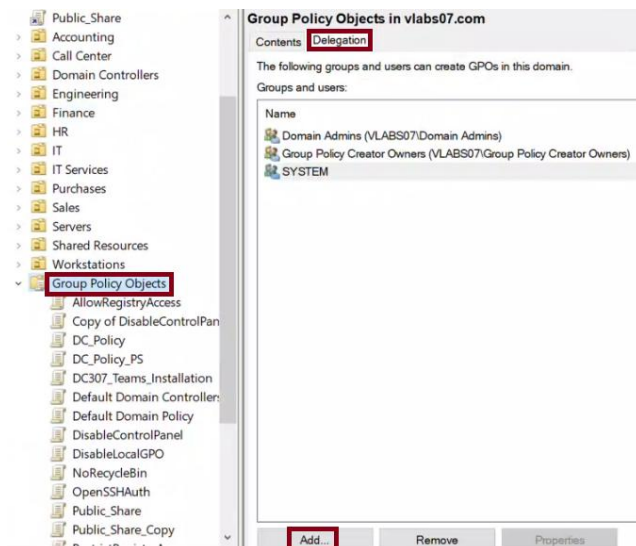 Public_Share
Accounting
Call Center
Domain Controllers
Engineering
Finance
HR
IT
IT Services
Purchases
Sales
Servers
Shared Resources
Workstations
Group Policy Objects
AllowRegistryAccess
Copy of DisableControlPan
DC_Policy
DC_Policy_PS
DC307_Teams_Installation
Default Domain Controller
Default Domain Policy
DisableControlPanel
DisableLocalGPO
NoRecycleBin
OpenSSHAuth
Public_Share
Public_Share_Copy
Group Policy Objects in vlabs07.com
Contents Delegation
The following groups and users can create GPOs in this domain.
Groups and users:
Name
Domain Admins (VLABS07\Domain Admins)
Group Policy Creator Owners (VLABS07\Group Policy Creator Owners)
SYSTEM
Add... Remove Properties